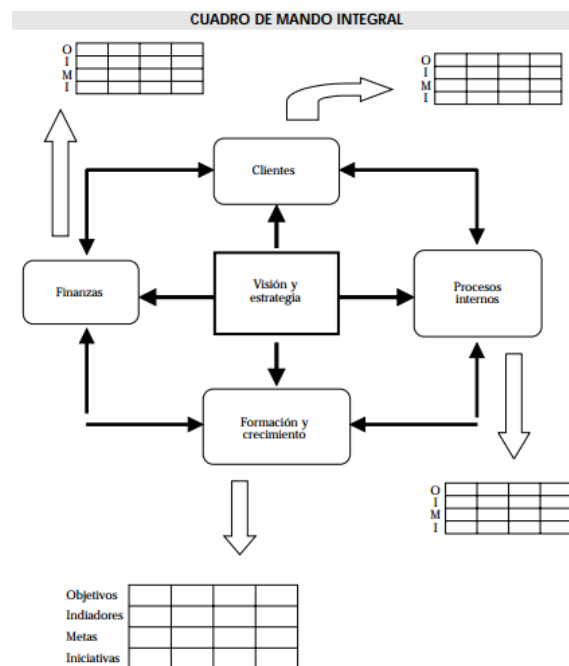 CUADRO DE MANDO INTEGRAL
O
I
M
I
O
I
M
I
Clientes
Finanzas
Visión y
estrategia
Procesos
internos
Formación y
crecimiento
O
I
M
I
Objetivos
Indiadores
Metas
Iniciativas